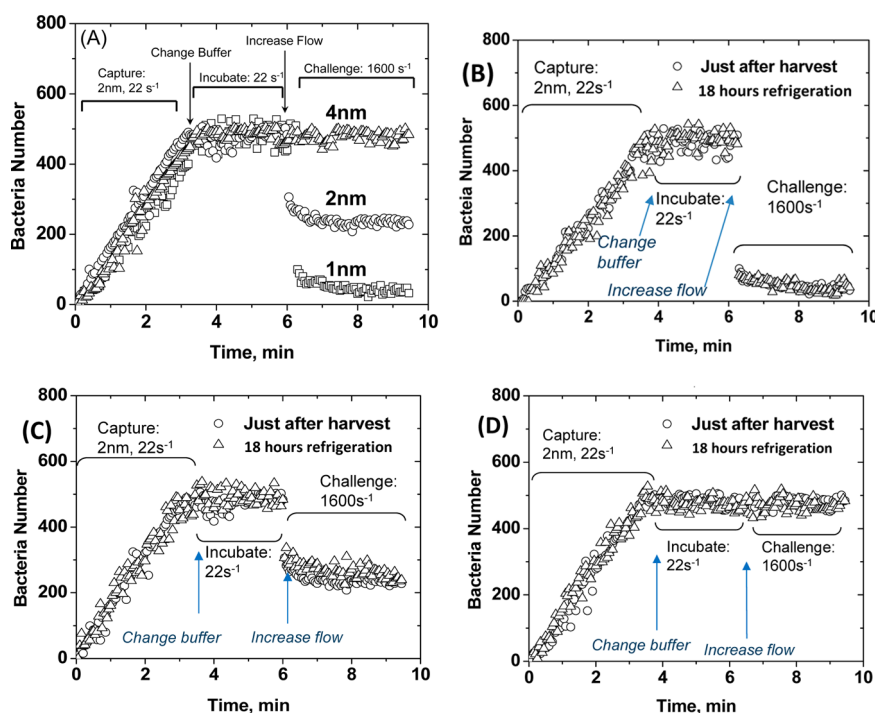 (A)
Change Buffer
Increase Flow
Capture:
2nm, 22 s⁻¹
Incubate: 22 s⁻¹
Challenge: 1600 s⁻¹
4nm
2nm
1nm
Bacteria Number
800
600
400
200
0
0 2 4 6 8 10
Time, min
(B)
Capture:
2nm, 22s⁻¹
Just after harvest
18 hours refrigeration
Incubate:
22s⁻¹
Challenge:
1600s⁻¹
Change
buffer
Increase flow
Bacteia Number
800
600
400
200
0
0 2 4 6 8 10
Time, min
(C)
Capture:
2nm, 22s⁻¹
Just after harvest
18 hours refrigeration
Challenge:
1600s⁻¹
Incubate:
22s⁻¹
Change buffer
Increase flow
Bacteria Number
800
600
400
200
0
0 2 4 6 8 10
Time, min
(D)
Just after harvest
18 hours refrigeration
Capture:
2nm, 22s⁻¹
Incubate:
22s⁻¹
Challenge:
1600s⁻¹
Change buffer
Increase flow
Bacteria Number
800
600
400
200
0
0 2 4 6 8 10
Time, min